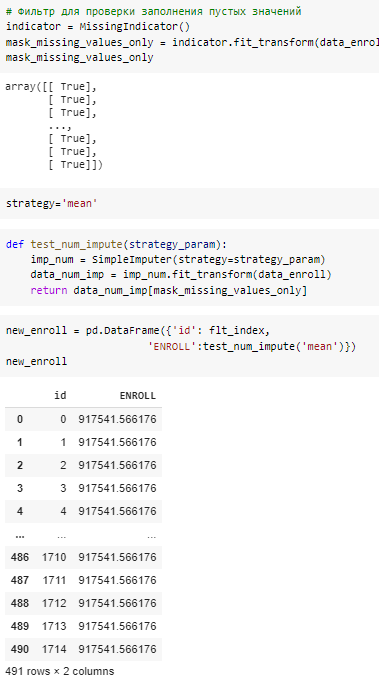 # Фильтр для проверки заполнения пустых значений
indicator = MissingIndicator()
mask_missing_values_only = indicator.fit_transform(data_enrol
mask_missing_values_only
array([[ True],
[ True],
[ True],
...,
[ True],
[ True],
[ True]])
strategy='mean'
def test_num_impute(strategy_param):
imp_num = SimpleImputer(strategy=strategy_param)
data_num_imp = imp_num.fit_transform(data_enroll)
return data_num_imp[mask_missing_values_only]
new_enroll = pd.DataFrame({'id': flt_index,
'ENROLL':test_num_impute('mean')})
new_enroll
id ENROLL
0 0 917541.566176
1 1 917541.566176
2 2 917541.566176
3 3 917541.566176
4 4 917541.566176
... ... ...
486 1710 917541.566176
487 1711 917541.566176
488 1712 917541.566176
489 1713 917541.566176
490 1714 917541.566176
491 rows × 2 columns